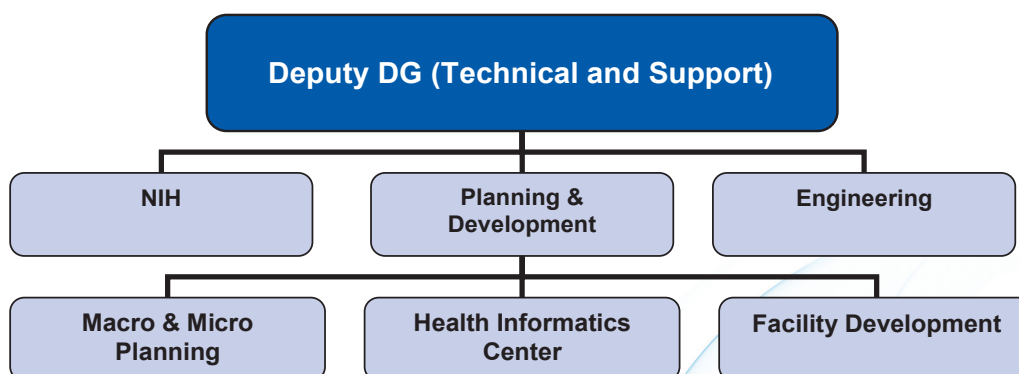 Deputy DG (Technical and Support)
NIH
Planning &
Development
Engineering
Macro & Micro
Planning
Health Informatics
Center
Facility Development